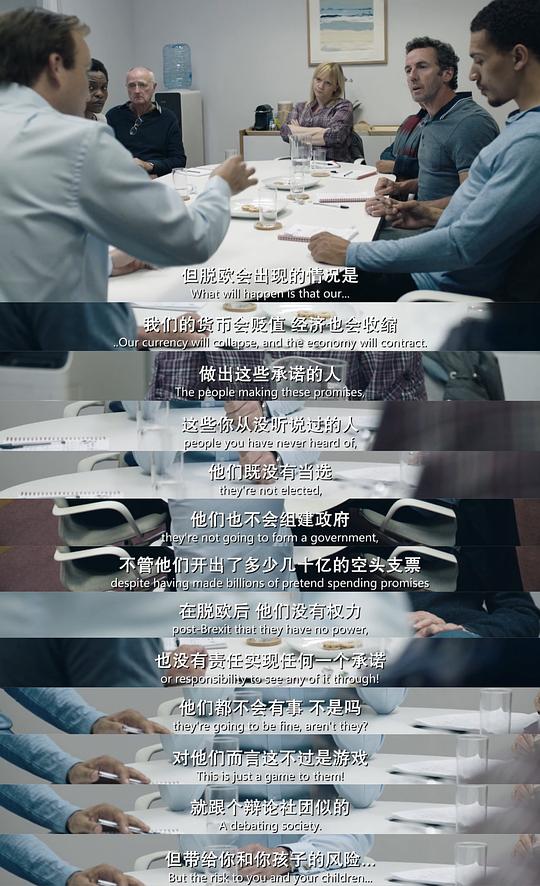 但脱欧会出现的情况是
What will happen is that our...
我们的货币会贬值 经济也会收缩
..Our currency will collapse, and the economy will contract.
做出这些承诺的人
The people making these promises,
这些你从没听说过的人
people you have never heard of,
他们既没有当选
they're not elected,
他们也不会组建政府
they're not going to form a government,
不管他们开出了多少几十亿的空头支票
despite having made billions of pretend spending promises
在脱欧后 他们没有权力
post-Brexit that they have no power,
也没有责任实现任何一个承诺
or responsibility to see any of it through!
他们都不会有事 不是吗
they're going to be fine, aren't they?
对他们而言这不过是游戏
This is just a game to them!
就跟个辩论社团似的
A debating society.
但带给你和你孩子的风险...
But the risk to you and your children...